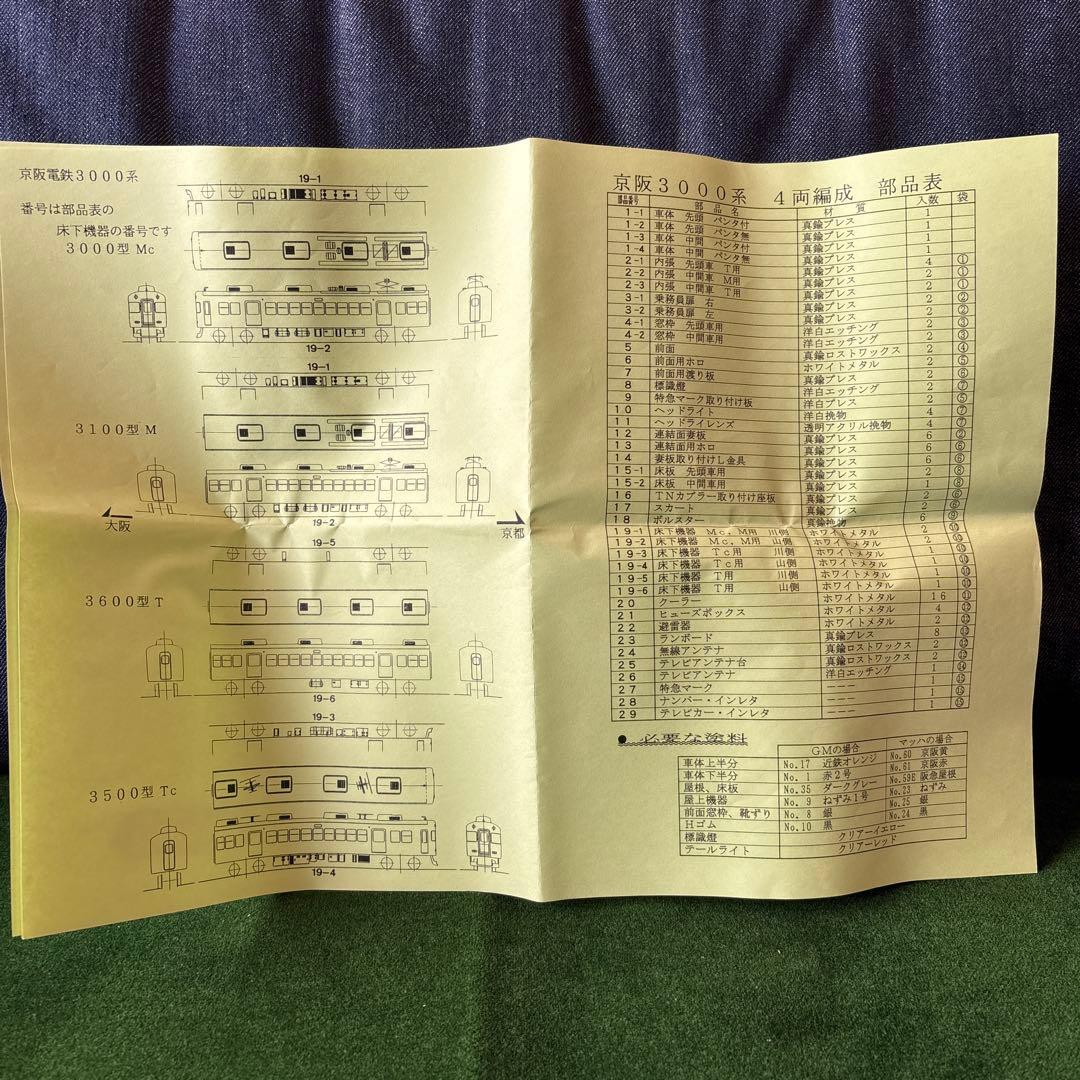 京阪電鉄3000系
番号は部品表の
床下機器の番号です
3000型 Mc
19-1
19-2
3100型 M
19-1
19-2
大阪
京都
3600型 T
19-5
19-6
3500型 Tc
19-3
19-4
京阪3000系 4両編成 部品表
部品名 材質 入数 袋
1-1 車体 先頭 パンタ付 真鍮プレス 1
1-2 車体 先頭 パンタ無 真鍮プレス 1
1-3 車体 中間 パンタ付 真鍮プレス 1
1-4 車体 中間 パンタ無 真鍮プレス 1
2-1 内張 先頭車 T用 真鍮プレス 4 ①
2-2 内張 中間車 M用 真鍮プレス 2 ①
2-3 内張 中間車 T用 真鍮プレス 2 ①
3-1 乗務員扉 右 真鍮プレス 2 ②
3-2 乗務員扉 左 真鍮プレス 2 ②
4-1 窓枠 先頭車用 洋白エッチング 2 ③
4-2 窓枠 中間車用 洋白エッチング 2 ③
5 前面 真鍮ロストワックス 2 ④
6 前面用ホロ ホワイトメタル 2 ⑤
7 前面用渡り板 真鍮プレス 2 ⑥
8 標識燈 洋白エッチング 2 ⑦
9 特急マーク取り付け板 洋白プレス 2 ⑤
10 ヘッドライト 洋白挽物 4 ⑦
11 ヘッドライレンズ 透明アクリル挽物 4 ⑦
12 連結面妻板 真鍮プレス 6 ②
13 連結面用ホロ 真鍮プレス 6 ⑥
14 妻板取り付けし金具 真鍮プレス 6 ⑥
15-1 床板 先頭車用 真鍮プレス 2 ⑧
15-2 床板 中間車用 真鍮プレス 2 ⑧
16 TNカプラー取り付け座板 真鍮プレス 2 ⑥
17 スカート 真鍮プレス 2 ⑥
18 ボルスター 真鍮挽物 6 ⑨
19-1 床下機器 Mc,M用 川側 ホワイトメタル 2 ⑩
19-2 床下機器 Mc,M用 山側 ホワイトメタル 2 ⑩
19-3 床下機器 Tc用 川側 ホワイトメタル 1 ⑩
19-4 床下機器 Tc用 山側 ホワイトメタル 1 ⑩
19-5 床下機器 T用 川側 ホワイトメタル 1 ⑩
19-6 床下機器 T用 山側 ホワイトメタル 1 ⑩
20 クーラー ホワイトメタル 16 ⑪
21 ヒューズボックス ホワイトメタル 4 ⑫
22 避雷器 ホワイトメタル 2 ⑫
23 ランボード 真鍮プレス 8 ⑬
24 無線アンテナ 真鍮ロストワックス 2 ⑫
25 テレビアンテナ台 真鍮ロストワックス 2 ⑫
26 テレビアンテナ 洋白エッチング 1 ⑭
27 特急マーク --- 1 ⑮
28 ナンバー・インレタ --- 1 ⑮
29 テレビカー・インレタ --- 1 ⑮
● 必要な塗料
GMの場合 マッハの場合
車体上半分 No.17 近鉄オレンジ No.60 京阪黄
車体下半分 No.1 赤2号 No.61 京阪赤
屋根、床板 No.35 ダークグレー No.59E 阪急屋根
屋上機器 No.9 ねずみ1号 No.23 ねずみ
前面窓枠、靴ずり No.8 銀 No.25 銀
Hゴム No.10 黒 No.24 黒
標識燈 クリアーイエロー
テールライト クリアーレッド